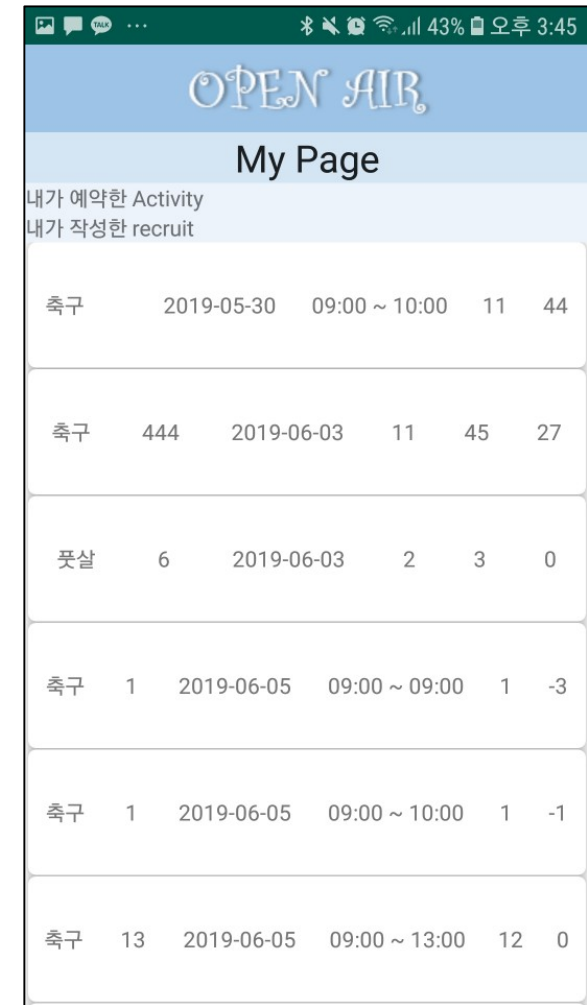 TALK ... 43% 오후 3:45
OPEN AIR
My Page
내가 예약한 Activity
내가 작성한 recruit
축구 2019-05-30 09:00 ~ 10:00 11 44
축구 444 2019-06-03 11 45 27
풋살 6 2019-06-03 2 3 0
축구 1 2019-06-05 09:00 ~ 09:00 1 -3
축구 1 2019-06-05 09:00 ~ 10:00 1 -1
축구 13 2019-06-05 09:00 ~ 13:00 12 0